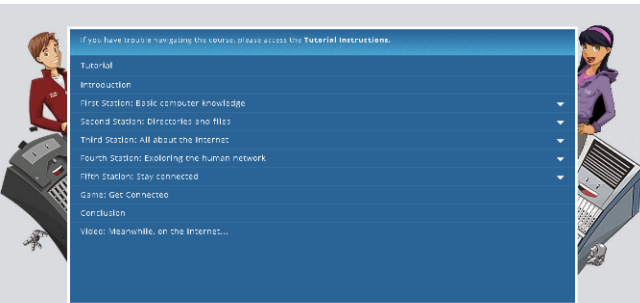 If you have trouble navigating the course, please access the Tutorial Instructions.
Tutorial
Introduction
First Station: Basic computer knowledge
Second Station: Directories and files
Third Station: All about the Internet
Fourth Station: Exploring the human network
Fifth Station: Stay connected
Game: Get Connected
Conclusion
Video: Meanwhile, on the Internet...